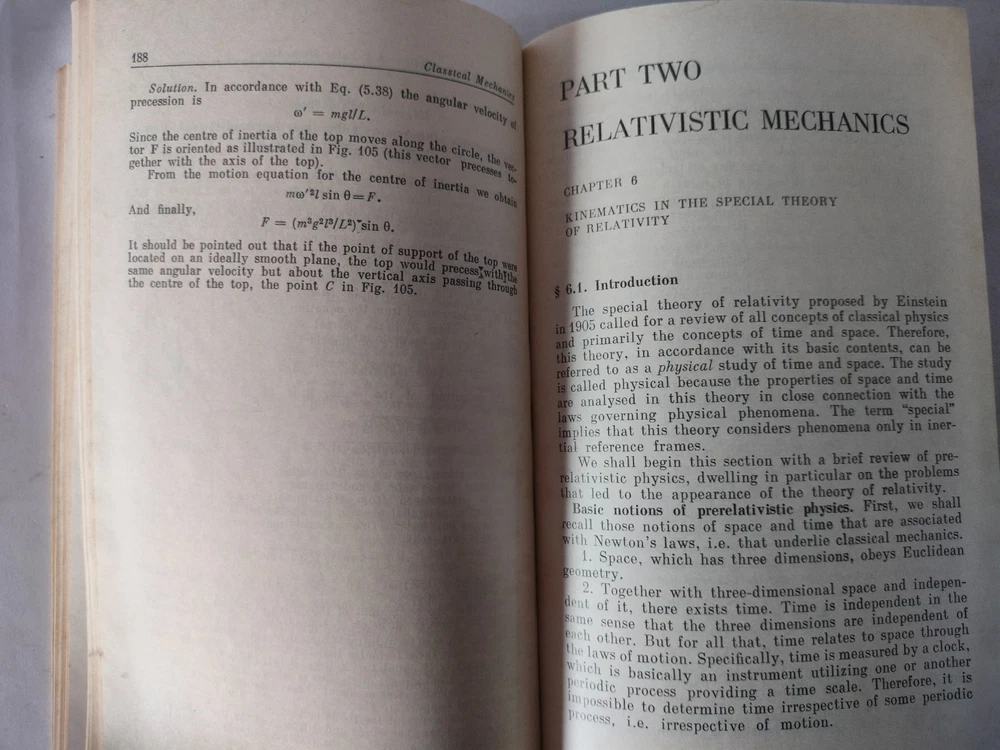 188
Classical Mechanics
Solution. In accordance with Eq. (5.38) the angular velocity of
precession is
ω′ = mgl/L.
Since the centre of inertia of the top moves along the circle, the vec-
tor F is oriented as illustrated in Fig. 105 (this vector precesses to-
gether with the axis of the top).
From the motion equation for the centre of inertia we obtain
mω′²l sin θ = F.
And finally,
F = (m³g²l³/L²) sin θ.
It should be pointed out that if the point of support of the top were
located on an ideally smooth plane, the top would precess with the
same angular velocity but about the vertical axis passing through
the centre of the top, the point C in Fig. 105.
PART TWO
RELATIVISTIC MECHANICS
CHAPTER 6
KINEMATICS IN THE SPECIAL THEORY
OF RELATIVITY
§ 6.1. Introduction
The special theory of relativity proposed by Einstein
in 1905 called for a review of all concepts of classical physics
and primarily the concepts of time and space. Therefore,
this theory, in accordance with its basic contents, can be
referred to as a physical study of time and space. The study
is called physical because the properties of space and time
are analysed in this theory in close connection with the
laws governing physical phenomena. The term "special"
implies that this theory considers phenomena only in iner-
tial reference frames.
We shall begin this section with a brief review of pre-
relativistic physics, dwelling in particular on the problems
that led to the appearance of the theory of relativity.
Basic notions of prerelativistic physics. First, we shall
recall those notions of space and time that are associated
with Newton's laws, i.e. that underlie classical mechanics.
1. Space, which has three dimensions, obeys Euclidean
geometry.
2. Together with three-dimensional space and indepen-
dent of it, there exists time. Time is independent in the
same sense that the three dimensions are independent of
each other. But for all that, time relates to space through
the laws of motion. Specifically, time is measured by a clock,
which is basically an instrument utilizing one or another
periodic process providing a time scale. Therefore, it is
impossible to determine time irrespective of some periodic
process, i.e. irrespective of motion.